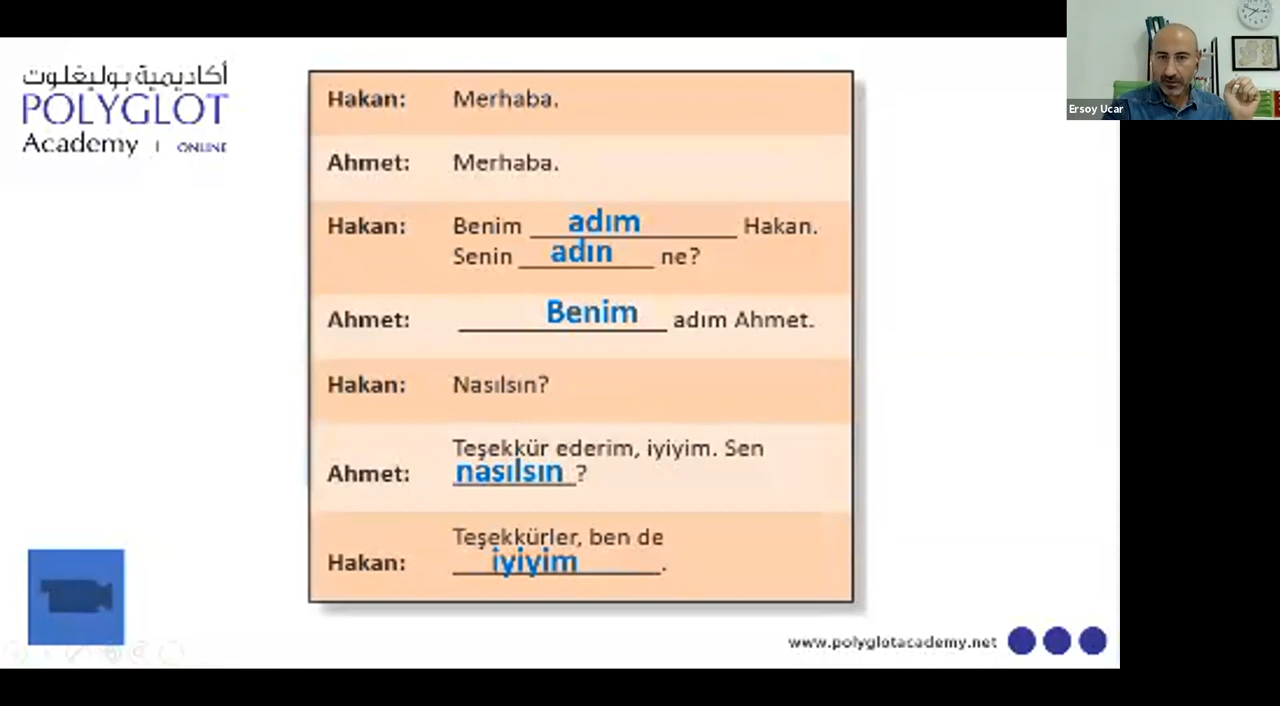 أكاديمية بوليغلوت
POLYGLOT
Academy | ONLINE
Ersoy Ucar
Hakan: Merhaba.
Ahmet: Merhaba.
Hakan: Benim adım Hakan.
Senin adın ne?
Ahmet: Benim adım Ahmet.
Hakan: Nasılsın?
Teşekkür ederim, iyiyim. Sen
Ahmet: nasılsın?
Teşekkürler, ben de
Hakan: iyiyim.
www.polyglotacademy.net